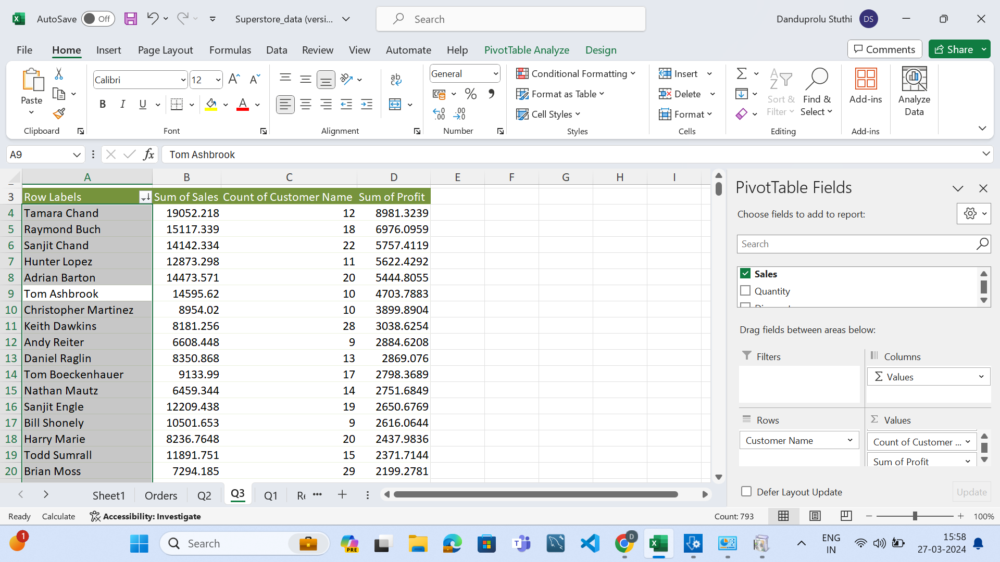 AutoSave Off Superstore_data (versi... Search Danduprolu Stuthi DS
File Home Insert Page Layout Formulas Data Review View Automate Help PivotTable Analyze Design Comments Share
Paste
Calibri 12
B I U A
ab
General
% ,
Conditional Formatting
Format as Table
Cell Styles
Insert
Delete
Format
Sort &
Filter
Find &
Select
Add-ins
Analyze
Data
Clipboard Font Alignment Number Styles Cells Editing Add-ins
A9 fx Tom Ashbrook
A B C D E F G H I
3 Row Labels Sum of Sales Count of Customer Name Sum of Profit
4 Tamara Chand 19052.218 12 8981.3239
5 Raymond Buch 15117.339 18 6976.0959
6 Sanjit Chand 14142.334 22 5757.4119
7 Hunter Lopez 12873.298 11 5622.4292
8 Adrian Barton 14473.571 20 5444.8055
9 Tom Ashbrook 14595.62 10 4703.7883
10 Christopher Martinez 8954.02 10 3899.8904
11 Keith Dawkins 8181.256 28 3038.6254
12 Andy Reiter 6608.448 9 2884.6208
13 Daniel Raglin 8350.868 13 2869.076
14 Tom Boeckenhauer 9133.99 17 2798.3689
15 Nathan Mautz 6459.344 14 2751.6849
16 Sanjit Engle 12209.438 19 2650.6769
17 Bill Shonely 10501.653 9 2616.0644
18 Harry Marie 8236.7648 20 2437.9836
19 Todd Sumrall 11891.751 15 2371.7144
20 Brian Moss 7294.185 29 2199.2781
PivotTable Fields
Choose fields to add to report:
Search
Sales
Quantity
Drag fields between areas below:
Filters
Columns
Σ Values
Rows
Customer Name
Σ Values
Count of Customer ...
Sum of Profit
Defer Layout Update Update
Sheet1 Orders Q2 Q3 Q1 Re ...
Ready Calculate Accessibility: Investigate Count: 793 100%
1 Search PRE D ENG
IN
15:58
27-03-2024